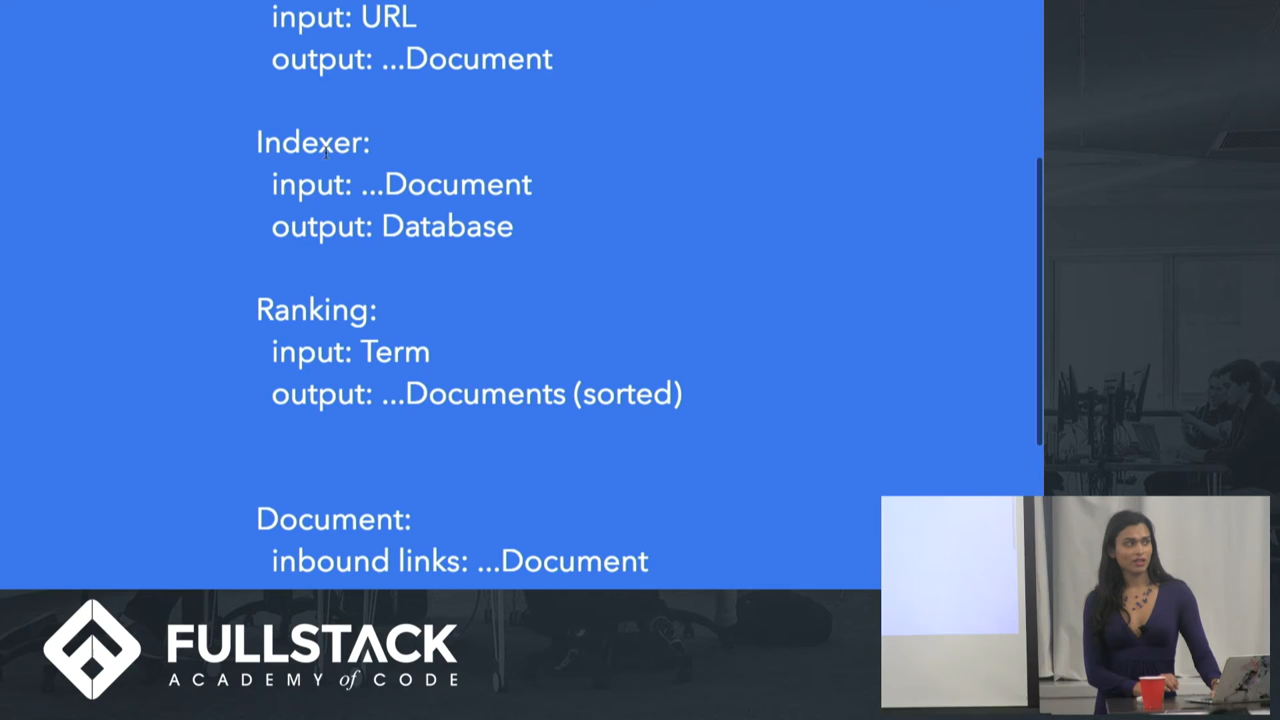 input: URL
output: ...Document
Indexer:
input: ...Document
output: Database
Ranking:
input: Term
output: ...Documents (sorted)
Document:
inbound links: ...Document
FULLSTACK
ACADEMY of CODE